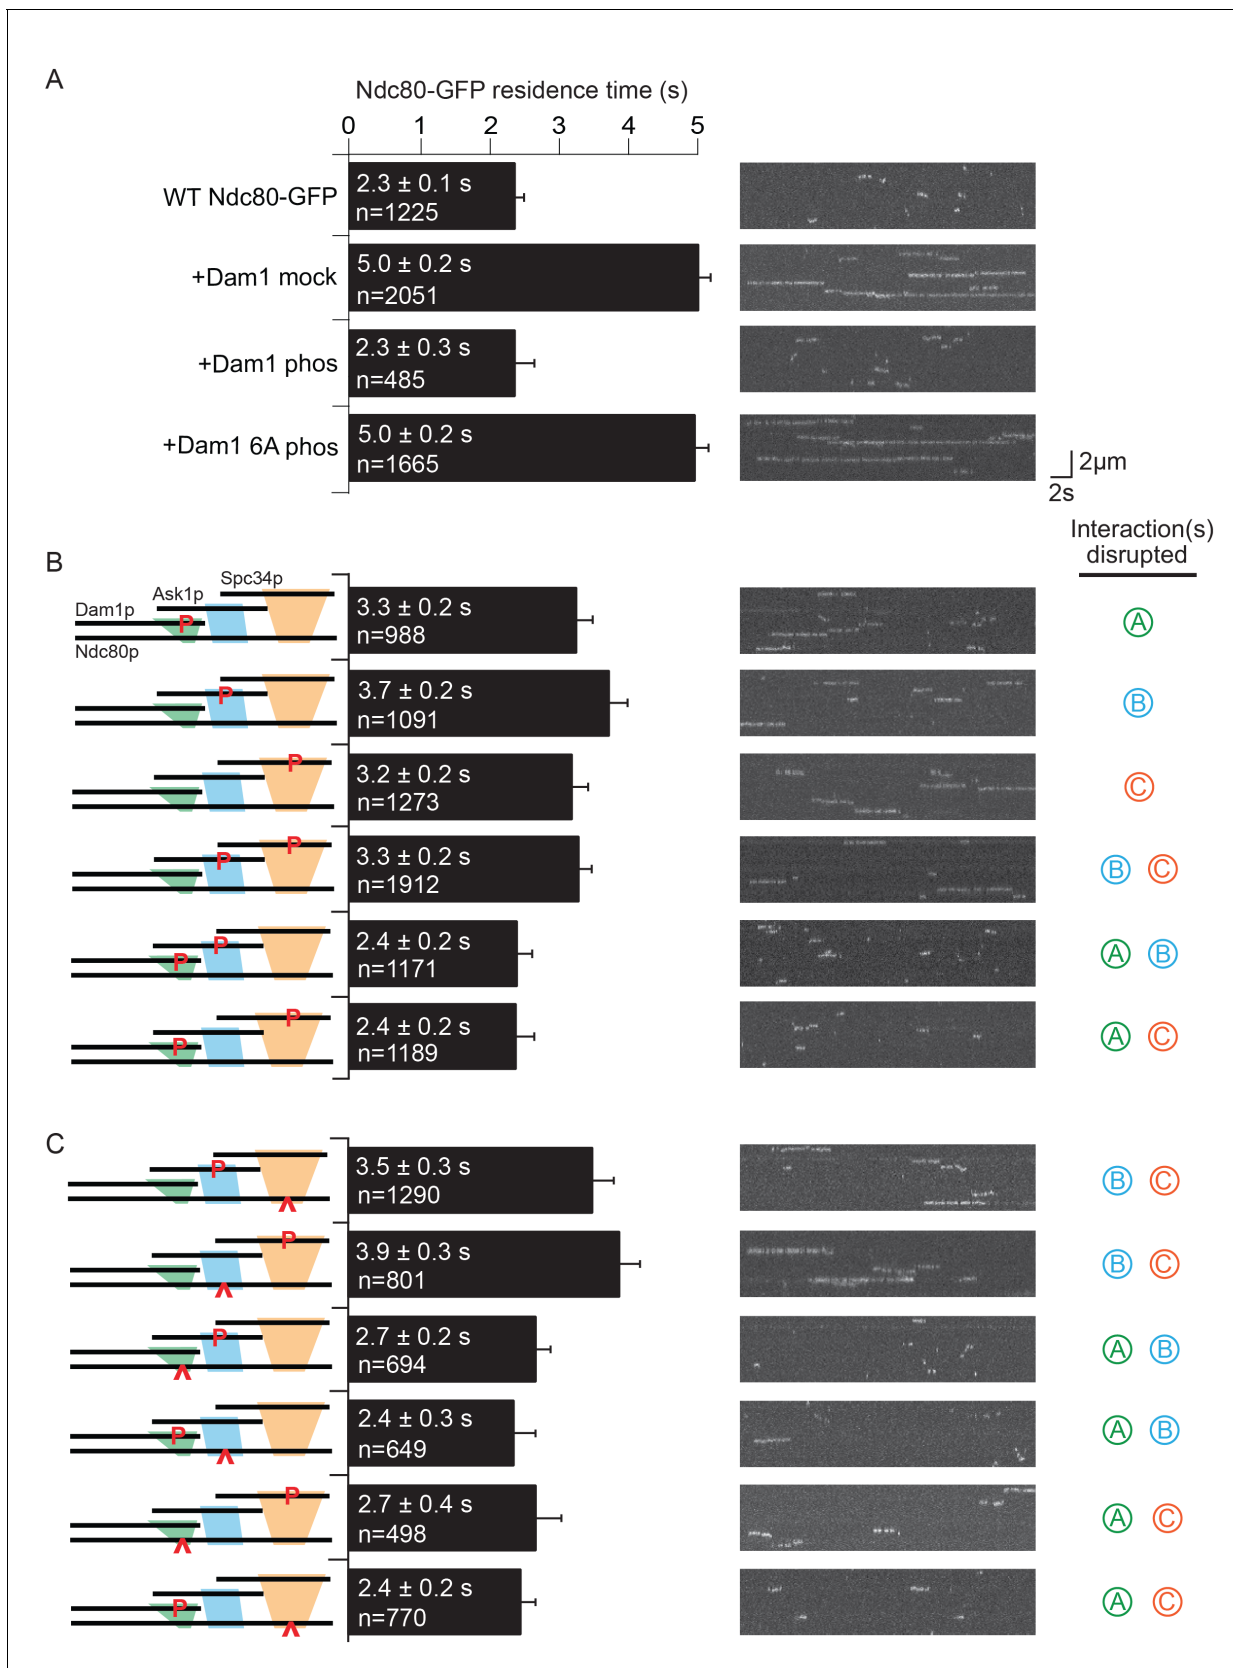 A
Ndc80-GFP residence time (s)
0 1 2 3 4 5
WT Ndc80-GFP
2.3 ± 0.1 s
n=1225
+Dam1 mock
5.0 ± 0.2 s
n=2051
+Dam1 phos
2.3 ± 0.3 s
n=485
+Dam1 6A phos
5.0 ± 0.2 s
n=1665
2µm
2s
Interaction(s)
disrupted
B
Spc34p
Ask1p
Dam1p
P
Ndc80p
3.3 ± 0.2 s
n=988
A
P
3.7 ± 0.2 s
n=1091
B
P
3.2 ± 0.2 s
n=1273
C
P P
3.3 ± 0.2 s
n=1912
B C
P P
2.4 ± 0.2 s
n=1171
A B
P P
2.4 ± 0.2 s
n=1189
A C
C
P
3.5 ± 0.3 s
n=1290
B C
P
3.9 ± 0.3 s
n=801
B C
P
2.7 ± 0.2 s
n=694
A B
P
2.4 ± 0.3 s
n=649
A B
P
2.7 ± 0.4 s
n=498
A C
P
2.4 ± 0.2 s
n=770
A C